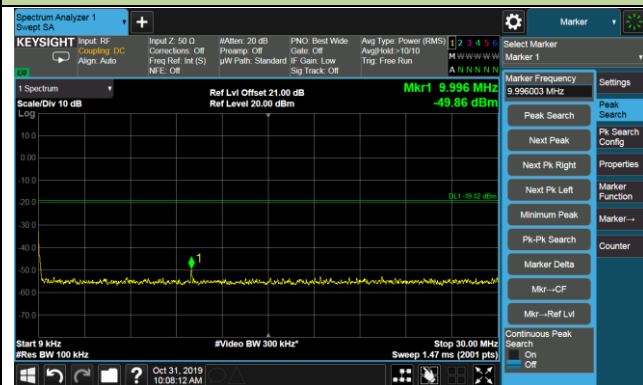 Spectrum Analyzer 1
Swept SA
Marker
KEYSIGHT
Input: RF
Coupling: DC
Align: Auto
Input Z: 50 Ω
Corrections: Off
Freq Ref: Int (S)
NFE: Off
#Atten: 20 dB
Preamp: Off
µW Path: Standard
PNO: Best Wide
Gate: Off
IF Gain: Low
Sig Track: Off
Avg Type: Power (RMS)
Avg|Hold:>10/10
Trig: Free Run
1 2 3 4 5 6
M W W W W W
A N N N N N
LXI
Select Marker
Marker 1
1 Spectrum
Scale/Div 10 dB
Log
Ref Lvl Offset 21.00 dB
Ref Level 20.00 dBm
Mkr1 9.996 MHz
-49.86 dBm
10.0
0.00
-10.0
-20.0
-30.0
-40.0
-50.0
-60.0
-70.0
DL1 -19.02 dBm
1
Start 9 kHz
#Res BW 100 kHz
#Video BW 300 kHz*
Stop 30.00 MHz
Sweep 1.47 ms (2001 pts)
Marker Frequency
9.996003 MHz
Peak Search
Next Peak
Next Pk Right
Next Pk Left
Minimum Peak
Pk-Pk Search
Marker Delta
Mkr→CF
Mkr→Ref Lvl
Continuous Peak
Search
On
Off
Settings
Peak
Search
Pk Search
Config
Properties
Marker
Function
Marker→
Counter
Oct 31, 2019
10:08:12 AM